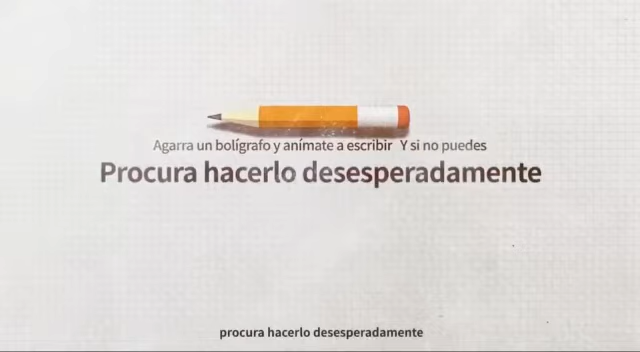 Agarra un bolígrafo y anímate a escribir Y si no puedes
Procura hacerlo desesperadamente
procura hacerlo desesperadamente